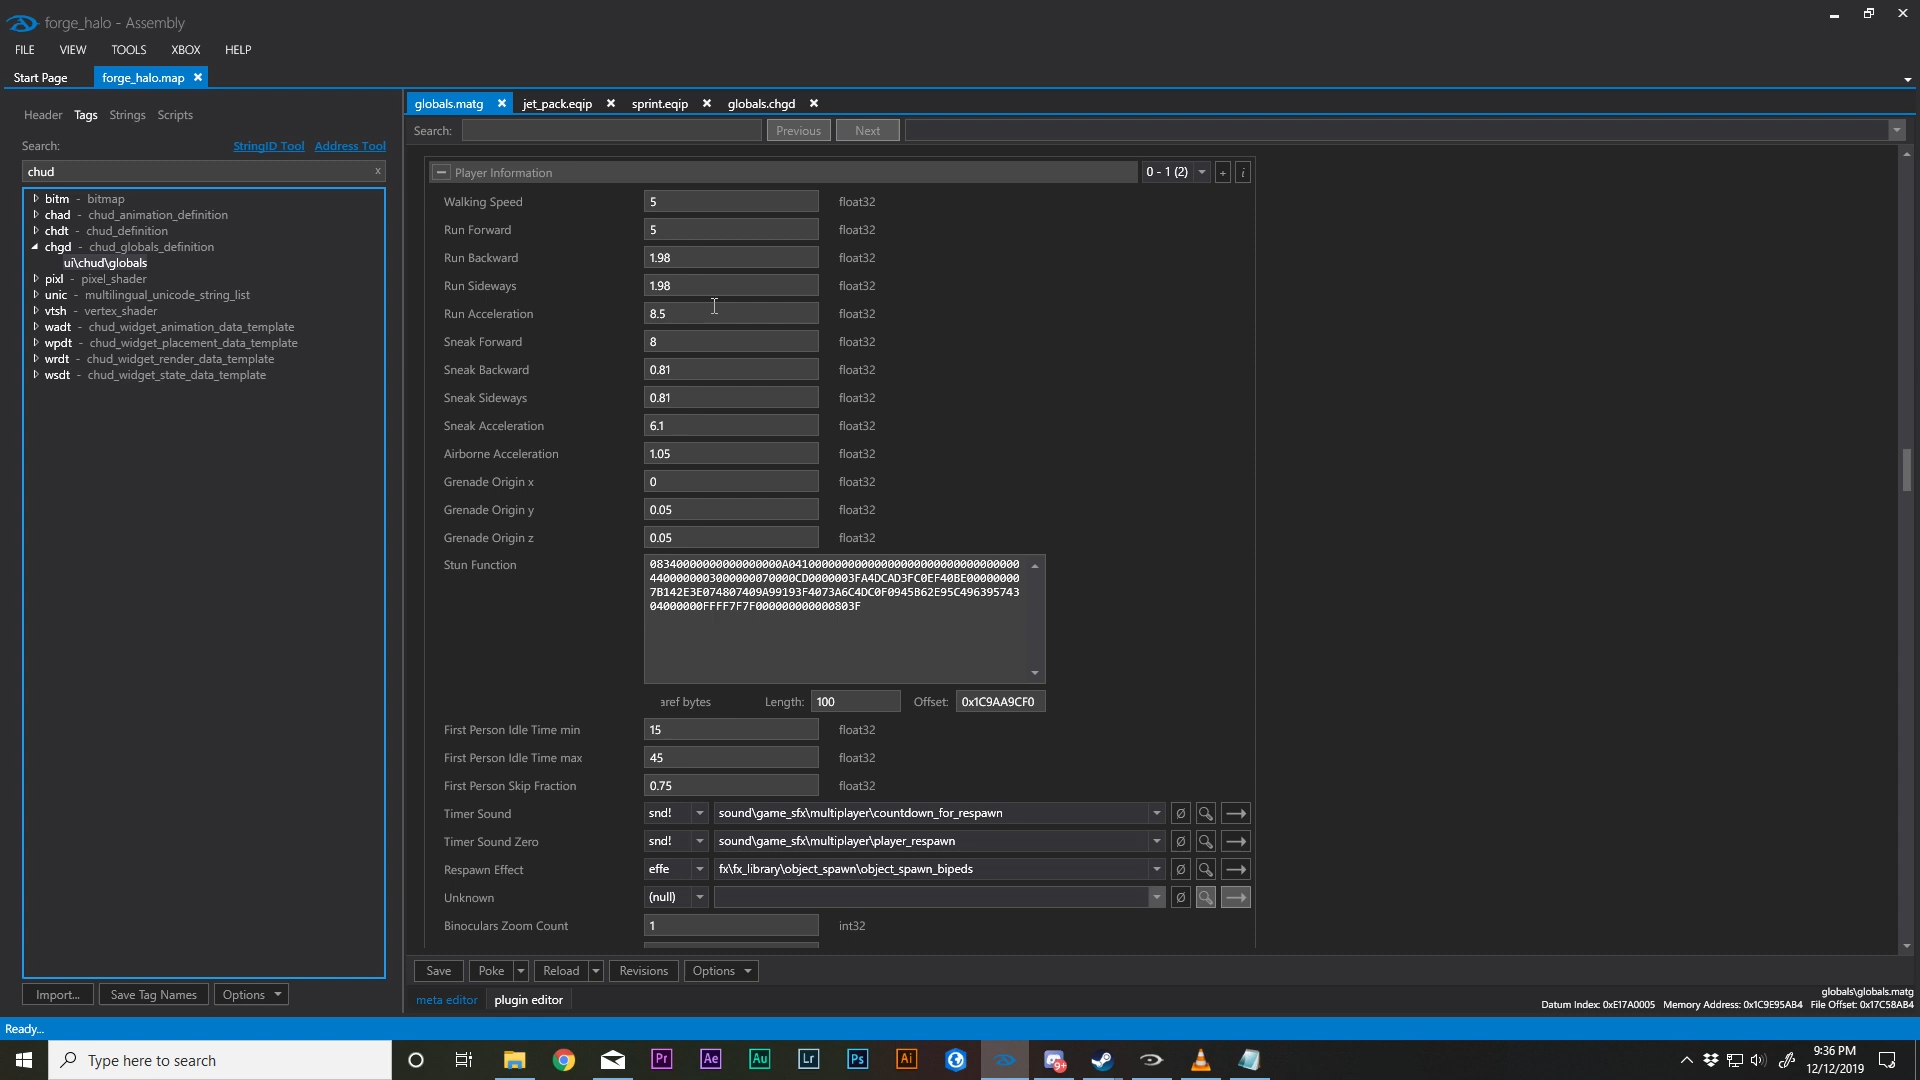 forge_halo - Assembly
FILE VIEW TOOLS XBOX HELP
Start Page forge_halo.map
Header Tags Strings Scripts
Search: StringID Tool Address Tool
chud x
bitm - bitmap
chad - chud_animation_definition
chdt - chud_definition
chgd - chud_globals_definition
ui\chud\globals
pixl - pixel_shader
unic - multilingual_unicode_string_list
vtsh - vertex_shader
wadt - chud_widget_animation_data_template
wpdt - chud_widget_placement_data_template
wrdt - chud_widget_render_data_template
wsdt - chud_widget_state_data_template
Import... Save Tag Names Options
globals.matg jet_pack.eqip sprint.eqip globals.chgd
Search: Previous Next
Player Information 0 - 1 (2) + i
Walking Speed 5 float32
Run Forward 5 float32
Run Backward 1.98 float32
Run Sideways 1.98 float32
Run Acceleration 8.5 float32
Sneak Forward 8 float32
Sneak Backward 0.81 float32
Sneak Sideways 0.81 float32
Sneak Acceleration 6.1 float32
Airborne Acceleration 1.05 float32
Grenade Origin x 0 float32
Grenade Origin y 0.05 float32
Grenade Origin z 0.05 float32
Stun Function
aref bytes Length: 100 Offset: 0x1C9AA9CF0
First Person Idle Time min 15 float32
First Person Idle Time max 45 float32
First Person Skip Fraction 0.75 float32
Timer Sound snd! sound\game_sfx\multiplayer\countdown_for_respawn
Timer Sound Zero snd! sound\game_sfx\multiplayer\player_respawn
Respawn Effect effe fx\fx_library\object_spawn\object_spawn_bipeds
Unknown (null)
Binoculars Zoom Count 1 int32
Save Poke Reload Revisions Options
meta editor plugin editor
globals\globals.matg
Datum Index: 0xE17A0005 Memory Address: 0x1C9E95AB4 File Offset: 0x17C58AB4
Ready...
Type here to search
Pr Ae Au Lr Ps Ai
9:36 PM
12/12/2019